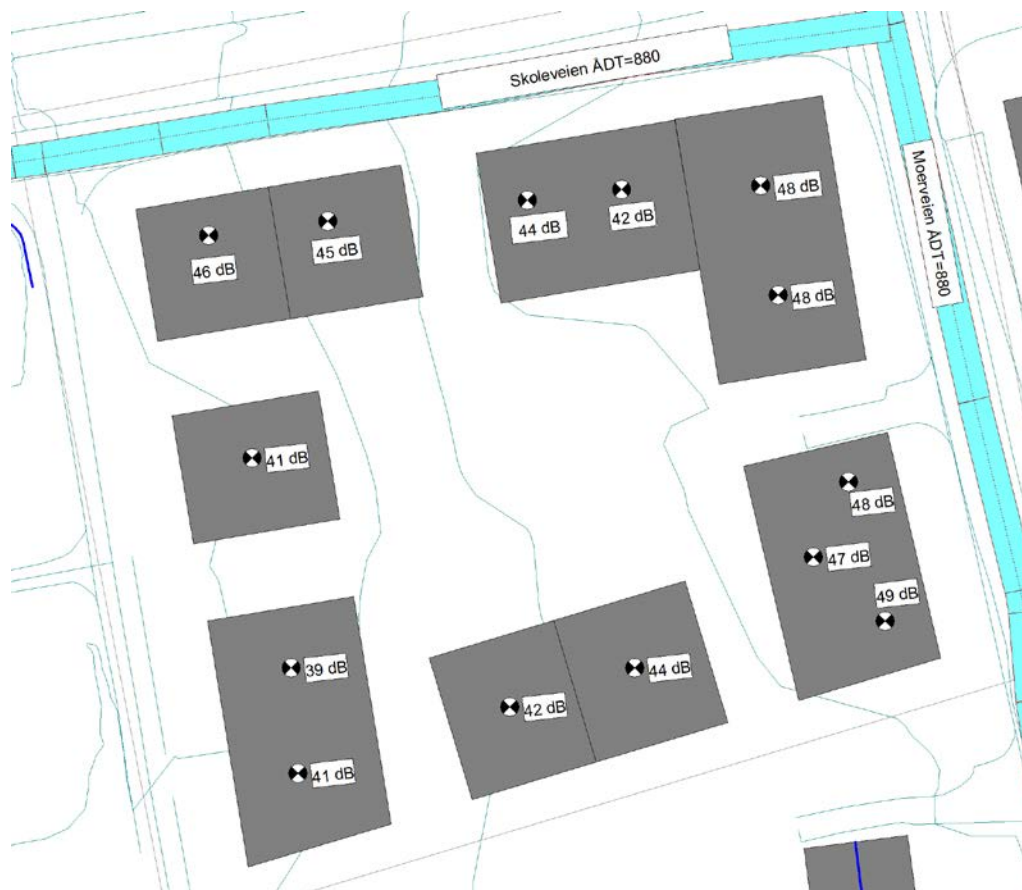 Skoleveien ÅDT=880
Moerveien ÅDT=880
44 dB
42 dB
48 dB
46 dB
45 dB
48 dB
41 dB
48 dB
47 dB
49 dB
39 dB
44 dB
42 dB
41 dB